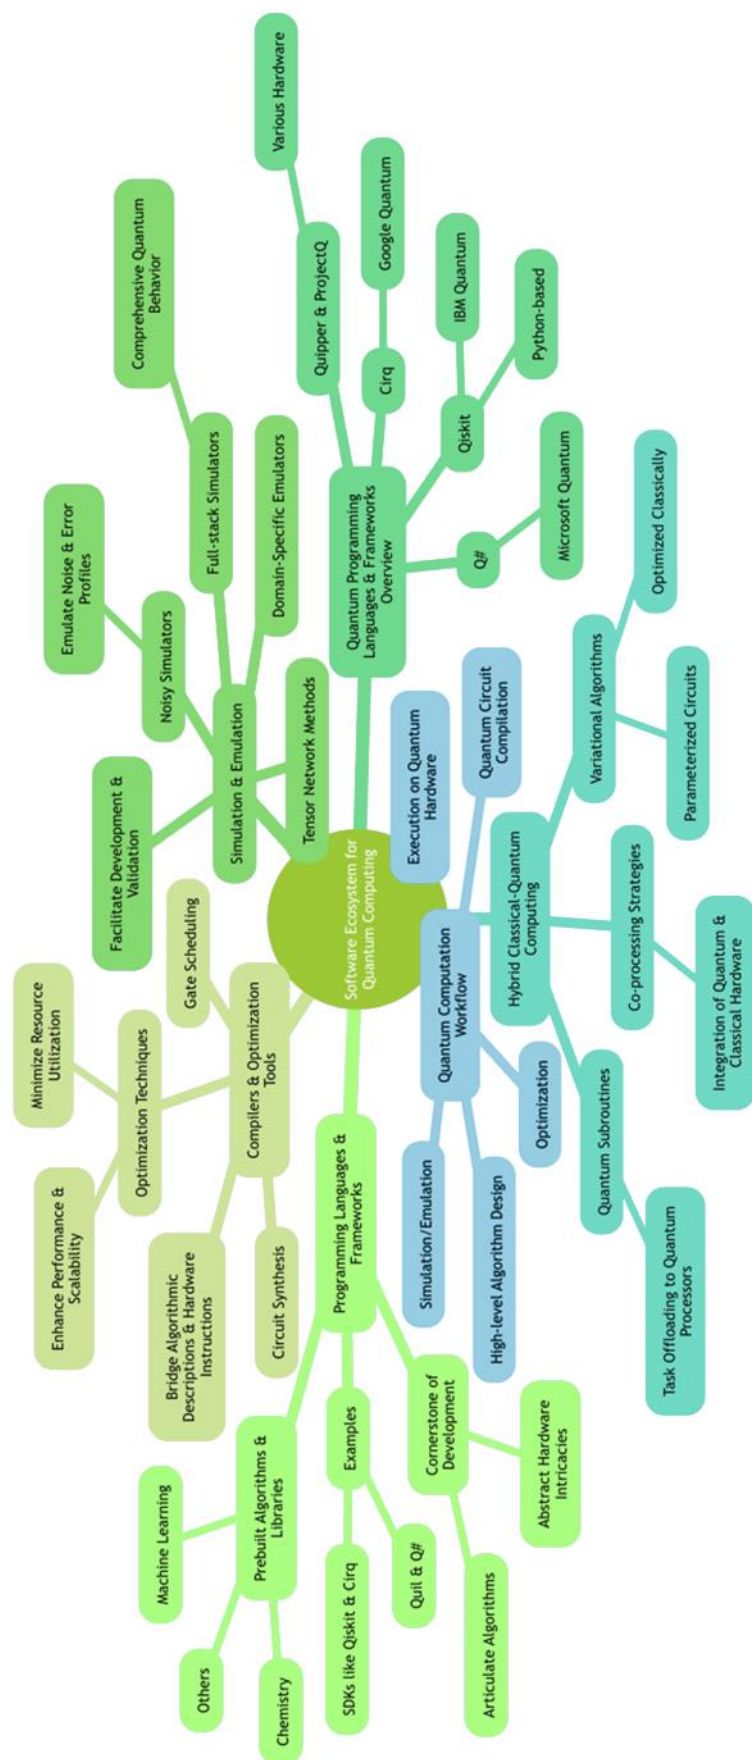 Software Ecosystem for
Quantum Computing
Programming Languages &
Frameworks
Prebuilt Algorithms &
Libraries
Machine Learning
Others
Chemistry
Examples
SDKs like Qiskit & Cirq
Quil & Q#
Cornerstone of
Development
Articulate Algorithms
Abstract Hardware
Intricacies
Compilers & Optimization
Tools
Optimization Techniques
Enhance Performance &
Scalability
Minimize Resource
Utilization
Gate Scheduling
Bridge Algorithmic
Descriptions & Hardware
Instructions
Circuit Synthesis
Simulation & Emulation
Facilitate Development &
Validation
Noisy Simulators
Emulate Noise & Error
Profiles
Full-stack Simulators
Comprehensive Quantum
Behavior
Domain-Specific Emulators
Tensor Network Methods
Quantum Programming
Languages & Frameworks
Overview
Quipper & ProjectQ
Various Hardware
Cirq
Google Quantum
Qiskit
IBM Quantum
Python-based
Q#
Microsoft Quantum
Quantum Computation
Workflow
Execution on Quantum
Hardware
Quantum Circuit
Compilation
Simulation/Emulation
High-level Algorithm Design
Optimization
Hybrid Classical-Quantum
Computing
Variational Algorithms
Optimized Classically
Parameterized Circuits
Co-processing Strategies
Integration of Quantum &
Classical Hardware
Quantum Subroutines
Task Offloading to Quantum
Processors